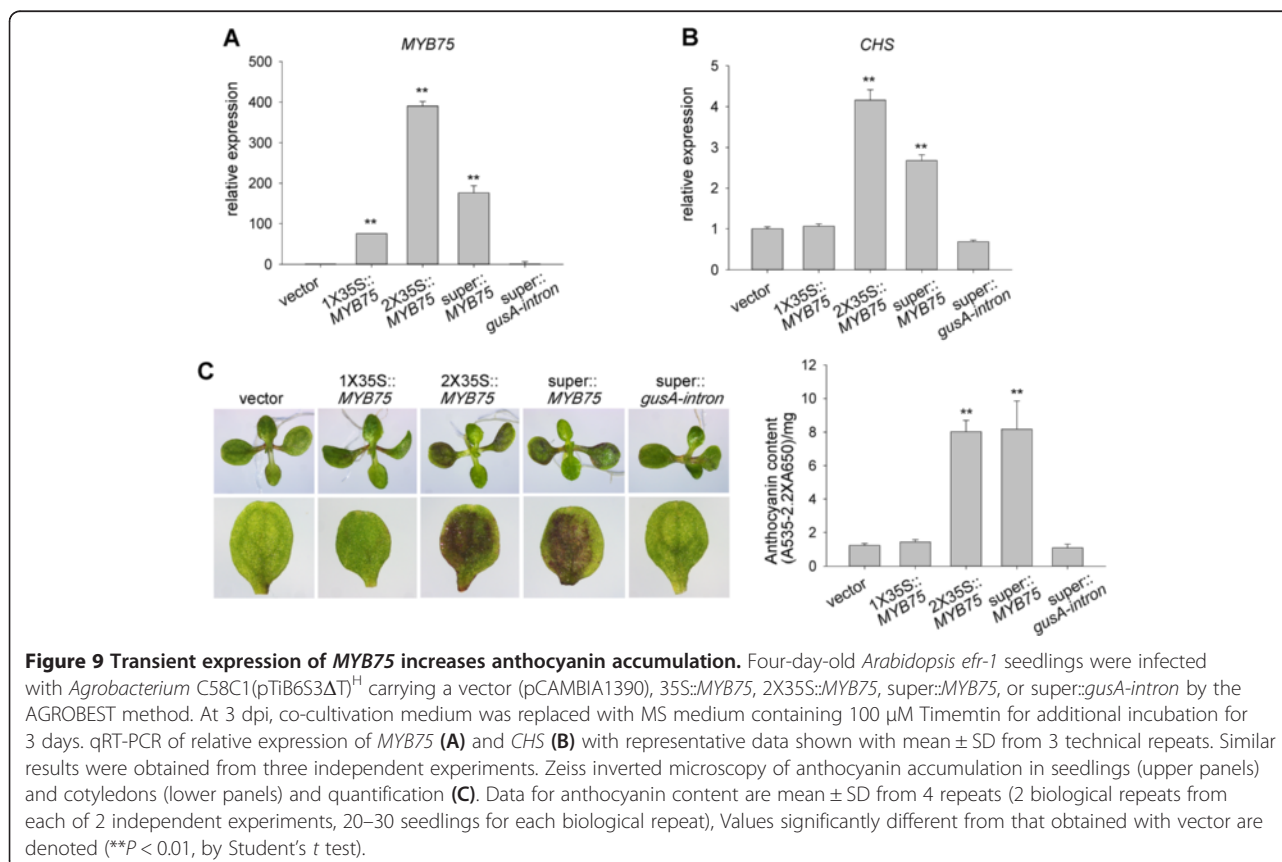 A
MYB75
relative expression
500
400
300
200
100
0
**
**
**
vector
1X35S::
MYB75
2X35S::
MYB75
super::
MYB75
super::
gusA-intron
B
CHS
relative expression
5
4
3
2
1
0
**
**
vector
1X35S::
MYB75
2X35S::
MYB75
super::
MYB75
super::
gusA-intron
C
vector
1X35S::
MYB75
2X35S::
MYB75
super::
MYB75
super::
gusA-intron
Anthocyanin content
(A535-2.2XA650)/mg
12
10
8
6
4
2
0
**
**
vector
1X35S::
MYB75
2X35S::
MYB75
super::
MYB75
super::
gusA-intron
Figure 9 Transient expression of MYB75 increases anthocyanin accumulation. Four-day-old Arabidopsis efr-1 seedlings were infected
with Agrobacterium C58C1(pTiB6S3ΔT)ᴴ carrying a vector (pCAMBIA1390), 35S::MYB75, 2X35S::MYB75, super::MYB75, or super::gusA-intron by the
AGROBEST method. At 3 dpi, co-cultivation medium was replaced with MS medium containing 100 μM Timemtin for additional incubation for
3 days. qRT-PCR of relative expression of MYB75 (A) and CHS (B) with representative data shown with mean ± SD from 3 technical repeats. Similar
results were obtained from three independent experiments. Zeiss inverted microscopy of anthocyanin accumulation in seedlings (upper panels)
and cotyledons (lower panels) and quantification (C). Data for anthocyanin content are mean ± SD from 4 repeats (2 biological repeats from
each of 2 independent experiments, 20–30 seedlings for each biological repeat), Values significantly different from that obtained with vector are
denoted (**P < 0.01, by Student's t test).